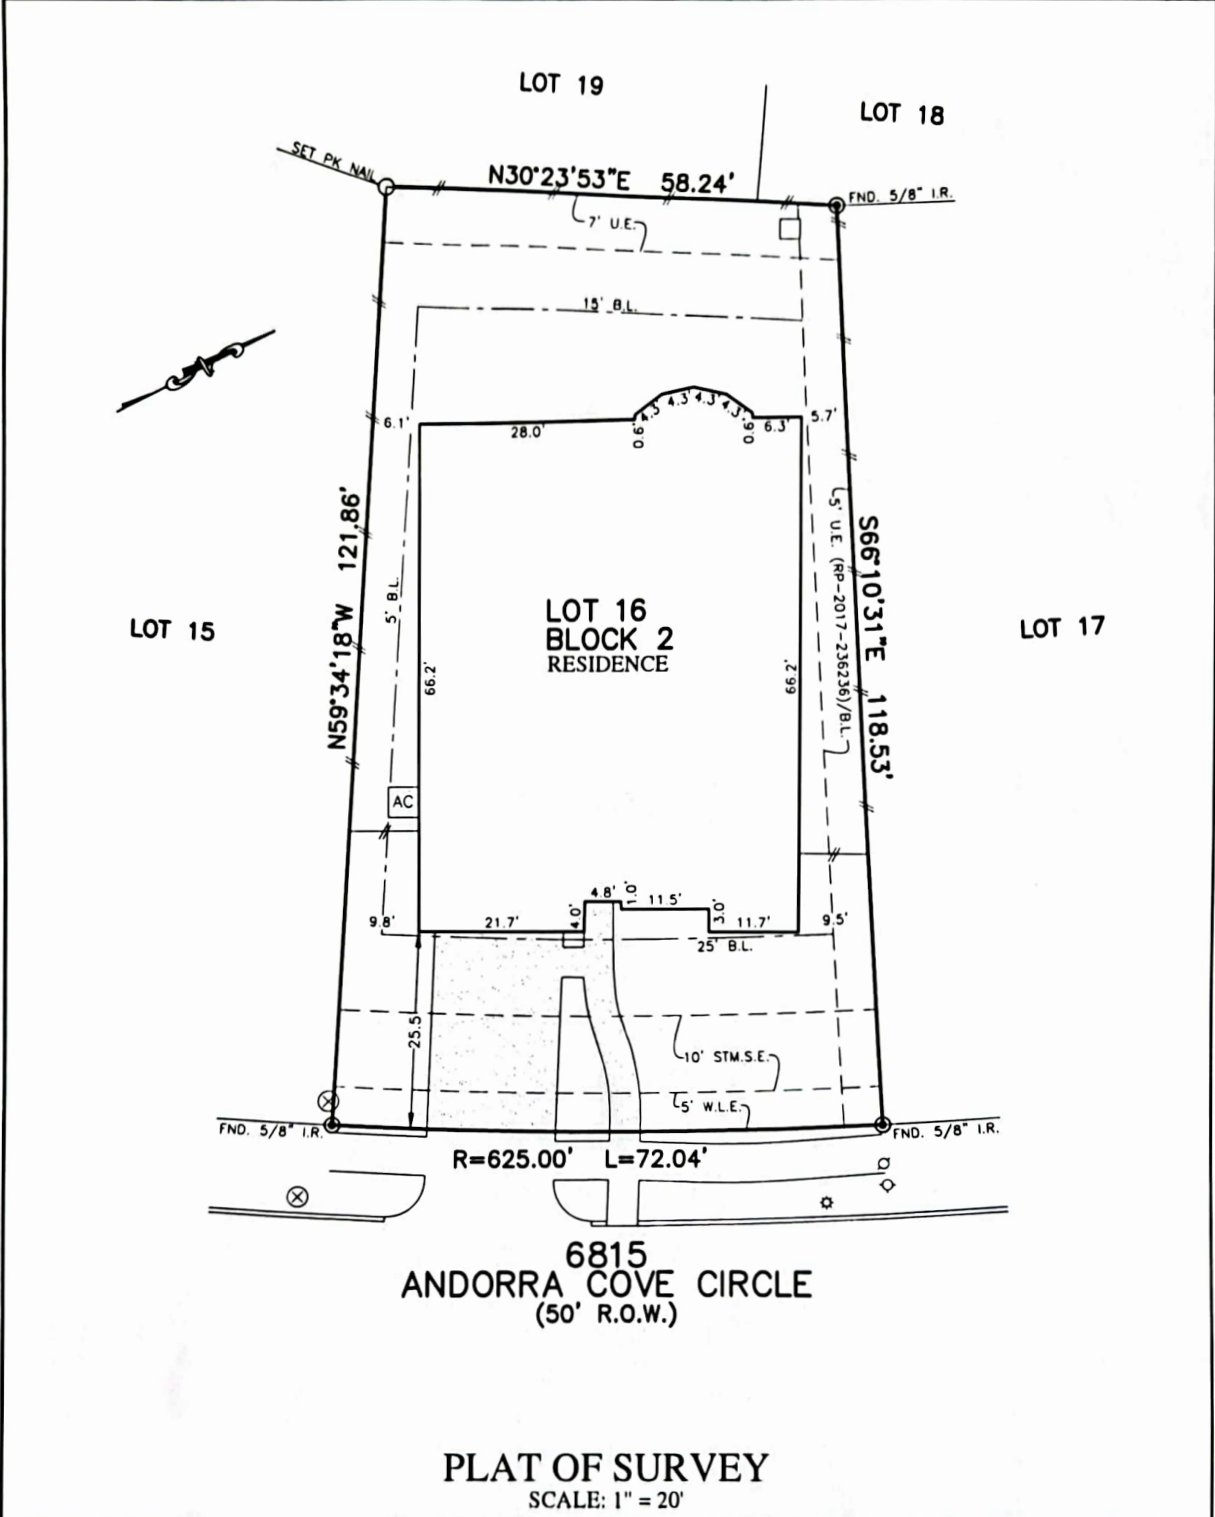 LOT 19
LOT 18
SET PK NAIL
N30°23'53"E 58.24'
FND. 5/8" I.R.
7' U.E.
15' B.L.
6.1'
28.0'
0.6'
4.3'
4.3'
4.3'
4.3'
0.6'
6.3'
5.7'
N59°34'18"W 121.86'
5' B.L.
66.2'
LOT 15
LOT 16
BLOCK 2
RESIDENCE
66.2'
5' U.E. (RP-2017-236236)/B.L.
S66°10'31"E 118.53'
LOT 17
AC
9.8'
21.7'
4.0'
4.8'
1.0'
11.5'
3.0'
11.7'
9.5'
25' B.L.
25.5'
10' STM.S.E.
5' W.L.E.
FND. 5/8" I.R.
FND. 5/8" I.R.
R=625.00' L=72.04'
6815
ANDORRA COVE CIRCLE
(50' R.O.W.)
PLAT OF SURVEY
SCALE: 1" = 20'